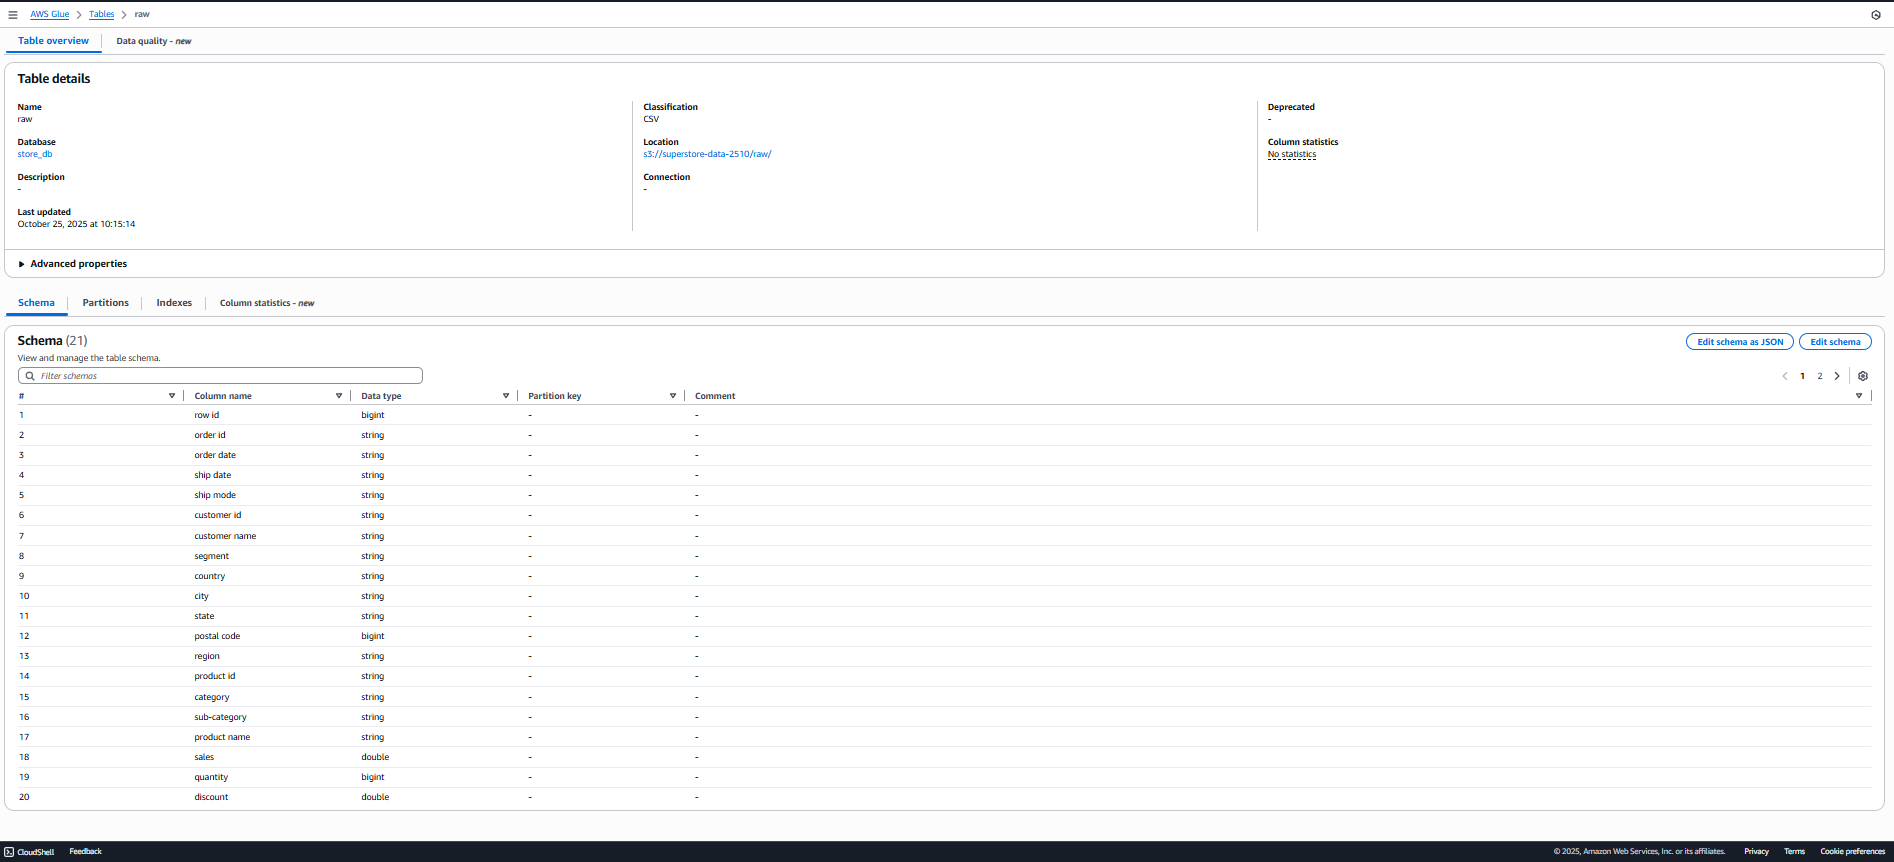 AWS Glue > Tables > raw
Table overview Data quality - new
Table details
Name
raw
Database
store_db
Description
-
Last updated
October 25, 2025 at 10:15:14
Classification
CSV
Location
s3://superstore-data-2510/raw/
Connection
-
Deprecated
-
Column statistics
No statistics
Advanced properties
Schema Partitions Indexes Column statistics - new
Schema (21)
Edit schema as JSON Edit schema
View and manage the table schema.
Filter schemas
< 1 2 >
# Column name Data type Partition key Comment
1 row id bigint - -
2 order id string - -
3 order date string - -
4 ship date string - -
5 ship mode string - -
6 customer id string - -
7 customer name string - -
8 segment string - -
9 country string - -
10 city string - -
11 state string - -
12 postal code bigint - -
13 region string - -
14 product id string - -
15 category string - -
16 sub-category string - -
17 product name string - -
18 sales double - -
19 quantity bigint - -
20 discount double - -
CloudShell Feedback © 2025, Amazon Web Services, Inc. or its affiliates. Privacy Terms Cookie preferences